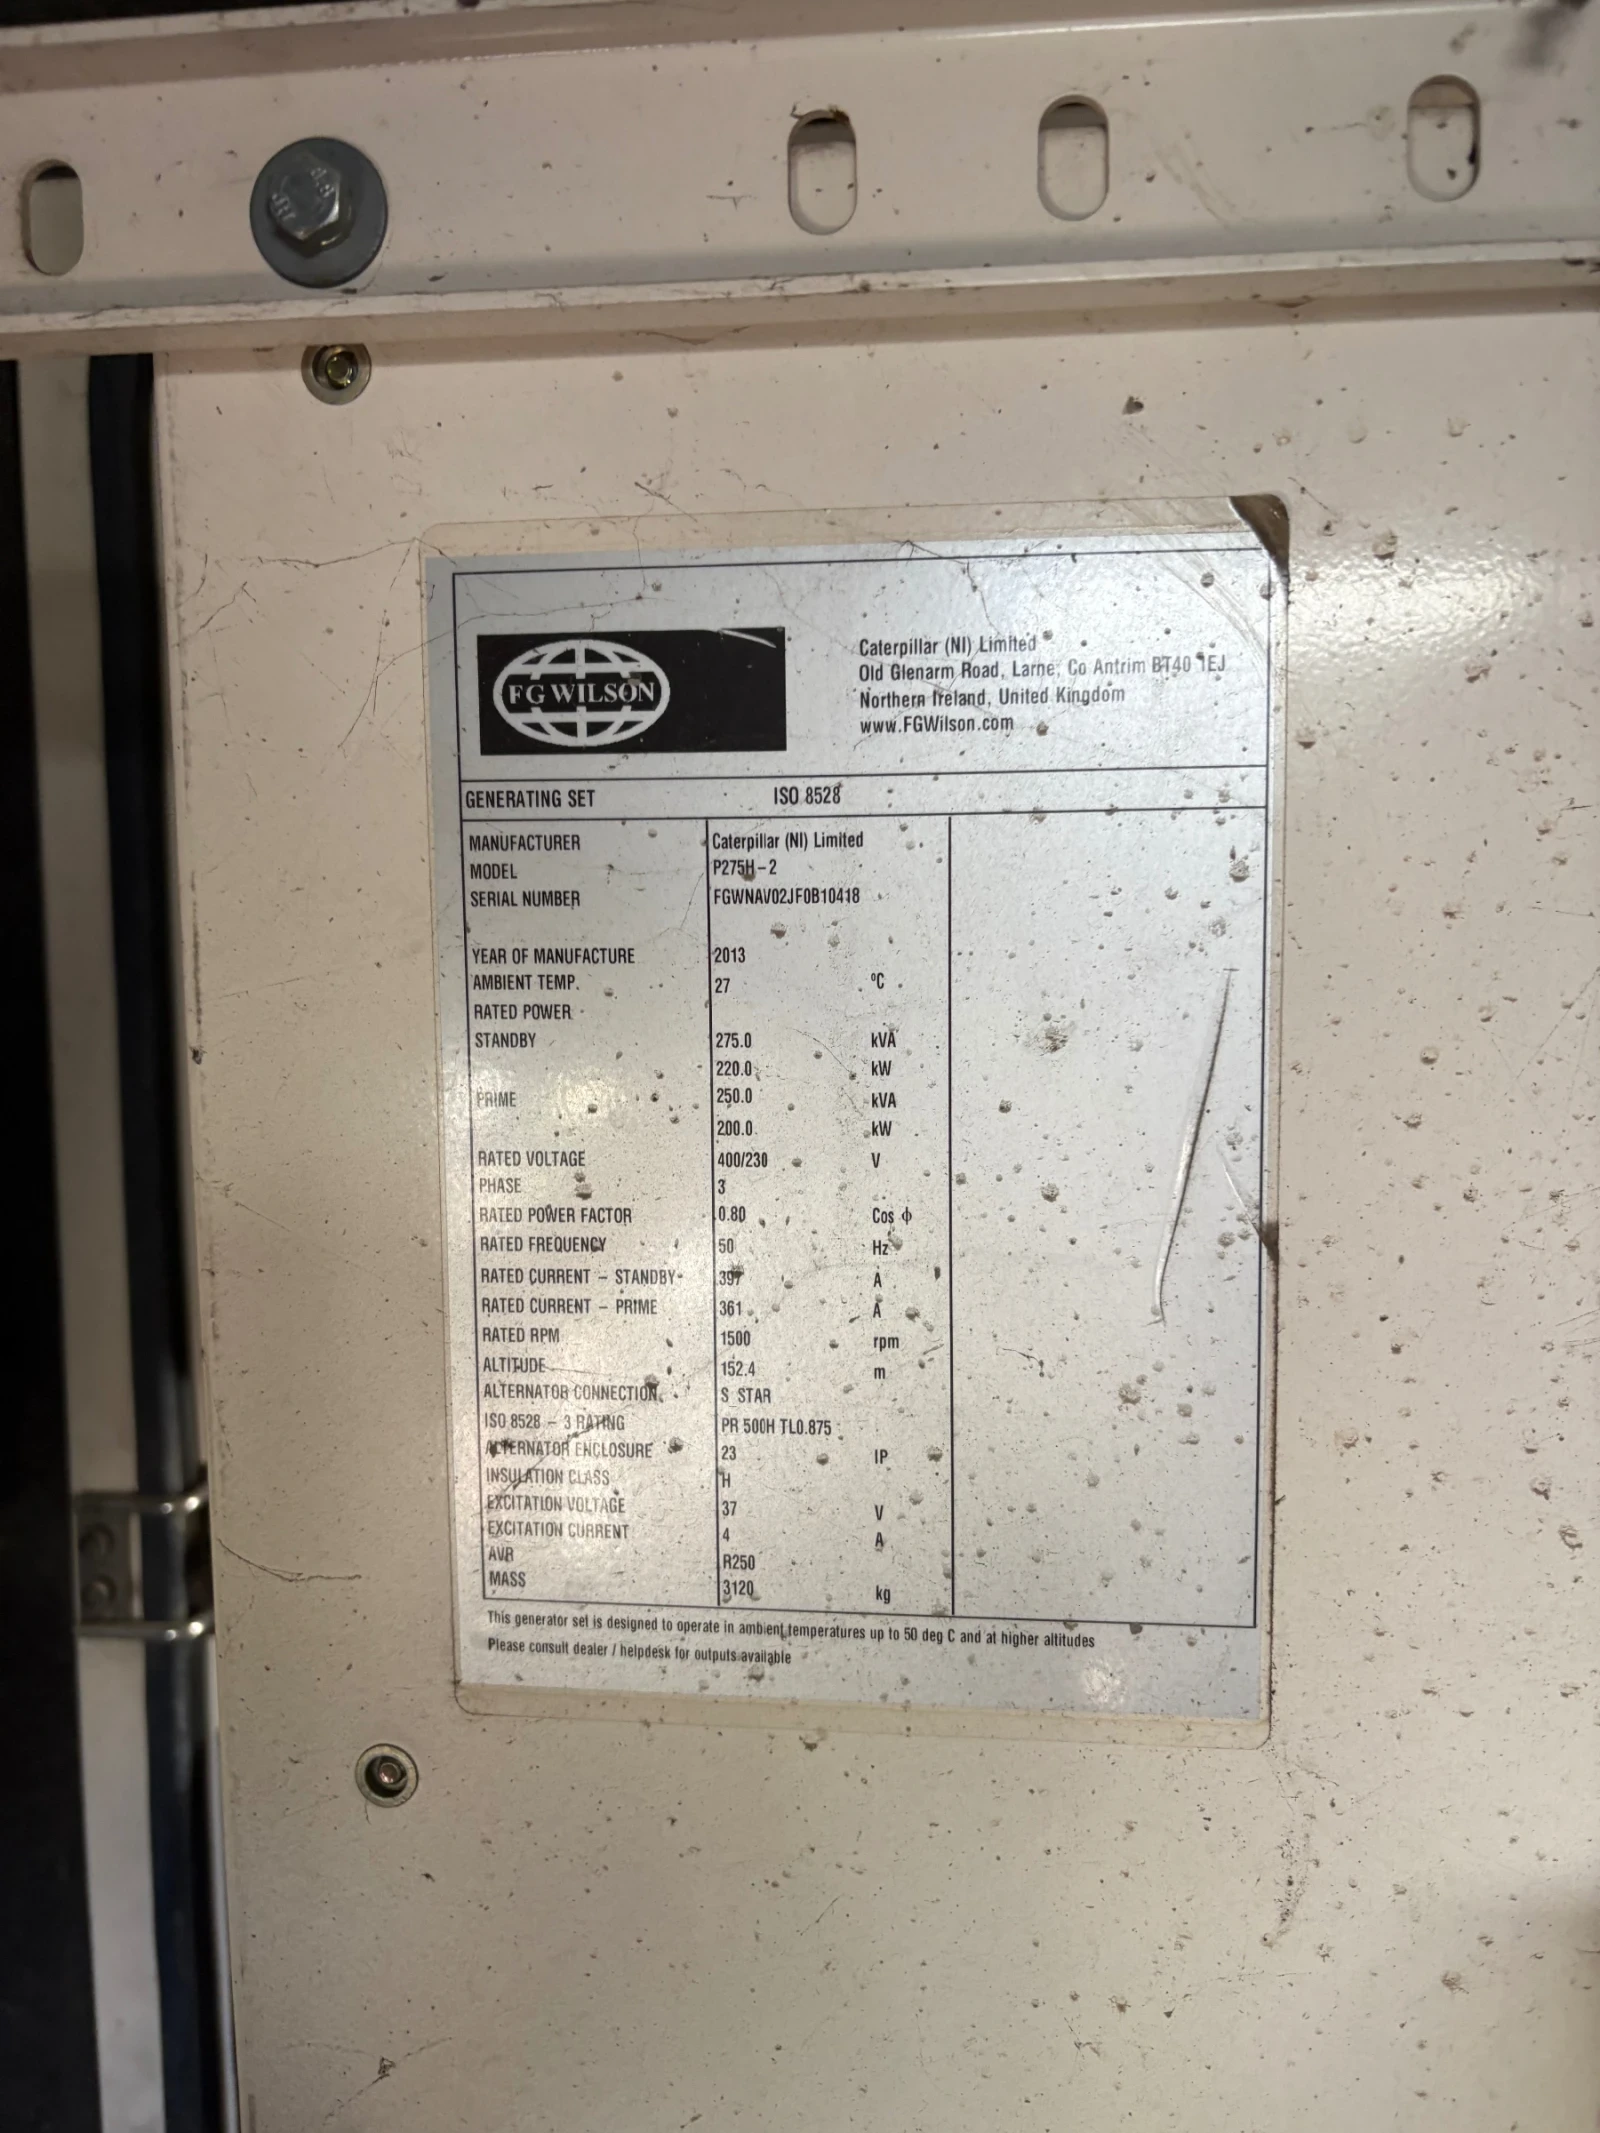 8.8
JRP
FG WILSON
Caterpillar (NI) Limited
Old Glenarm Road, Larne, Co Antrim BT40 1EJ
Northern Ireland, United Kingdom
www.FGWilson.com
GENERATING SET ISO 8528
MANUFACTURER Caterpillar (NI) Limited
MODEL P275H-2
SERIAL NUMBER FGWNAV02JF0B10418
YEAR OF MANUFACTURE 2013
AMBIENT TEMP. 27 ºC
RATED POWER
STANDBY 275.0 kVA
220.0 kW
PRIME 250.0 kVA
200.0 kW
RATED VOLTAGE 400/230 V
PHASE 3
RATED POWER FACTOR 0.80 Cos ϕ
RATED FREQUENCY 50 Hz
RATED CURRENT - STANDBY 397 A
RATED CURRENT - PRIME 361 A
RATED RPM 1500 rpm
ALTITUDE 152.4 m
ALTERNATOR CONNECTION S STAR
ISO 8528 - 3 RATING PR 500H TL0.875
ALTERNATOR ENCLOSURE 23 IP
INSULATION CLASS H
EXCITATION VOLTAGE 37 V
EXCITATION CURRENT 4 A
AVR R250
MASS 3120 kg
This generator set is designed to operate in ambient temperatures up to 50 deg C and at higher altitudes
Please consult dealer / helpdesk for outputs available